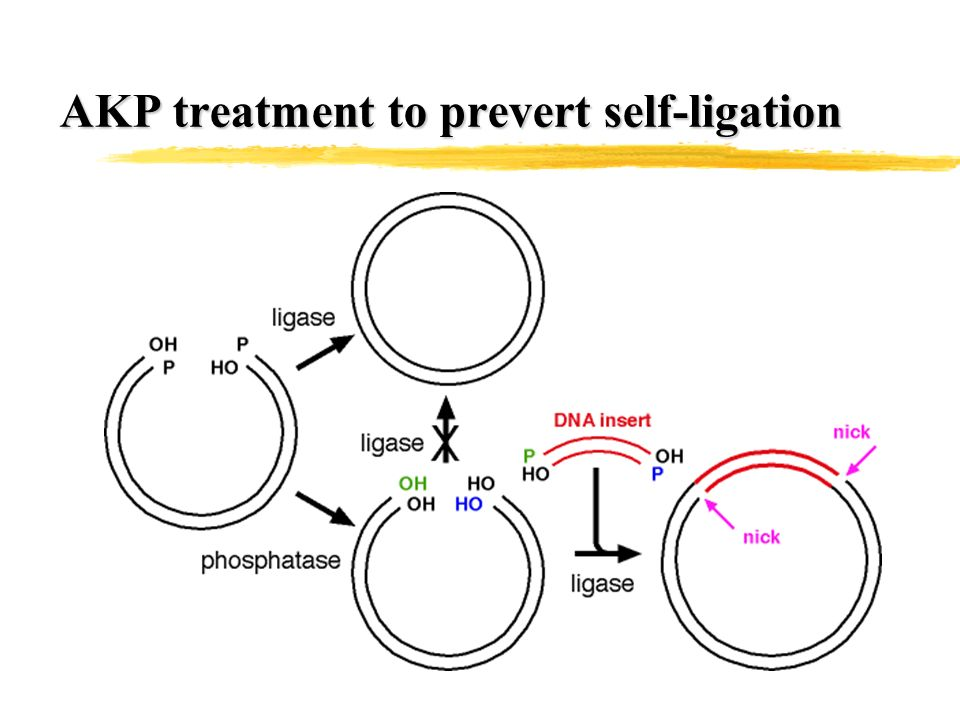 AKP treatment to prevert self-ligation
ligase
OH P
P HO
ligase X
DNA insert
P OH
HO P
nick
nick
OH HO
OH HO
phosphatase
ligase